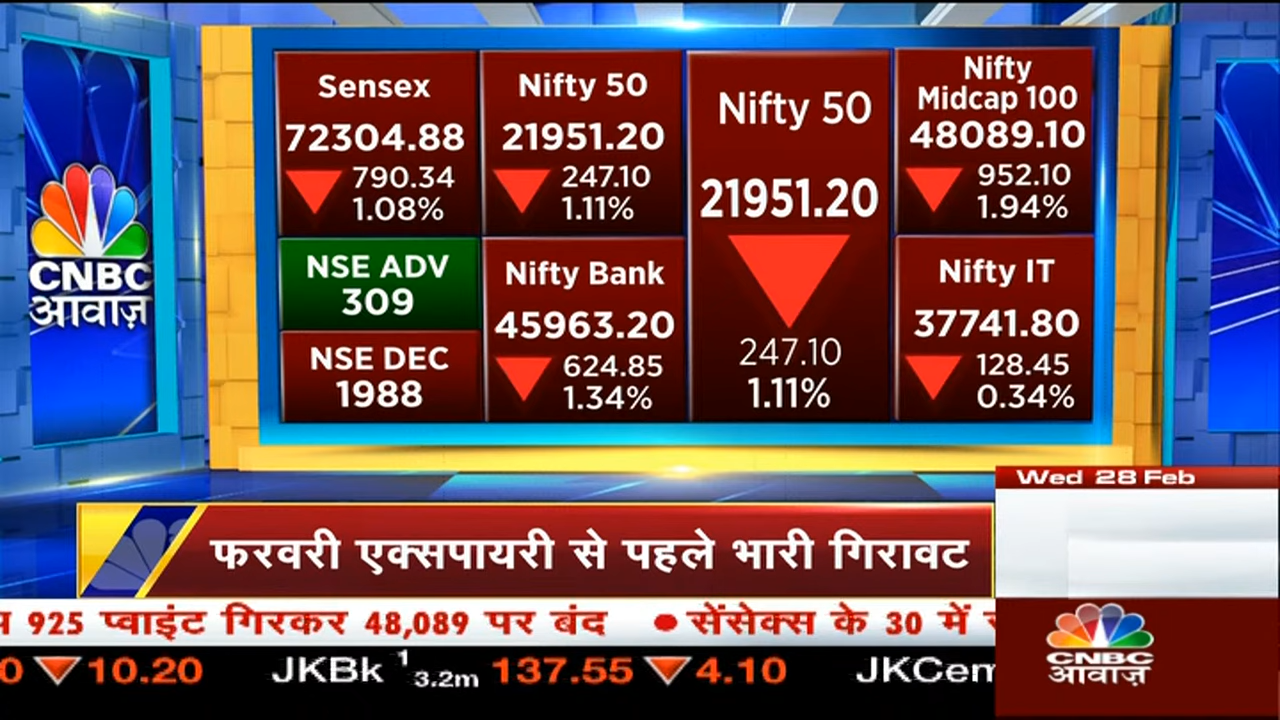 Sensex
72304.88
790.34
1.08%
Nifty 50
21951.20
247.10
1.11%
Nifty 50
21951.20
247.10
1.11%
Nifty
Midcap 100
48089.10
952.10
1.94%
NSE ADV
309
NSE DEC
1988
Nifty Bank
45963.20
624.85
1.34%
Nifty IT
37741.80
128.45
0.34%
CNBC
आवाज़
Wed 28 Feb
फरवरी एक्सपायरी से पहले भारी गिरावट
925 प्वाइंट गिरकर 48,089 पर बंद ● सेंसेक्स के 30 में
0 10.20 JKBk 1 3.2m 137.55 4.10 JKCem
CNBC
आवाज़